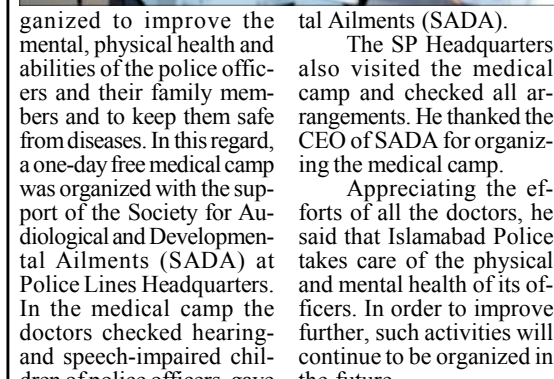 ganized to improve the
mental, physical health and
abilities of the police offic-
ers and their family mem-
bers and to keep them safe
from diseases. In this regard,
a one-day free medical camp
was organized with the sup-
port of the Society for Au-
diological and Developmen-
tal Ailments (SADA) at
Police Lines Headquarters.
In the medical camp the
doctors checked hearing-
and speech-impaired chil-
dren of police officers, gave
tal Ailments (SADA).
The SP Headquarters
also visited the medical
camp and checked all ar-
rangements. He thanked the
CEO of SADA for organiz-
ing the medical camp.
Appreciating the ef-
forts of all the doctors, he
said that Islamabad Police
takes care of the physical
and mental health of its of-
ficers. In order to improve
further, such activities will
continue to be organized in
the future.